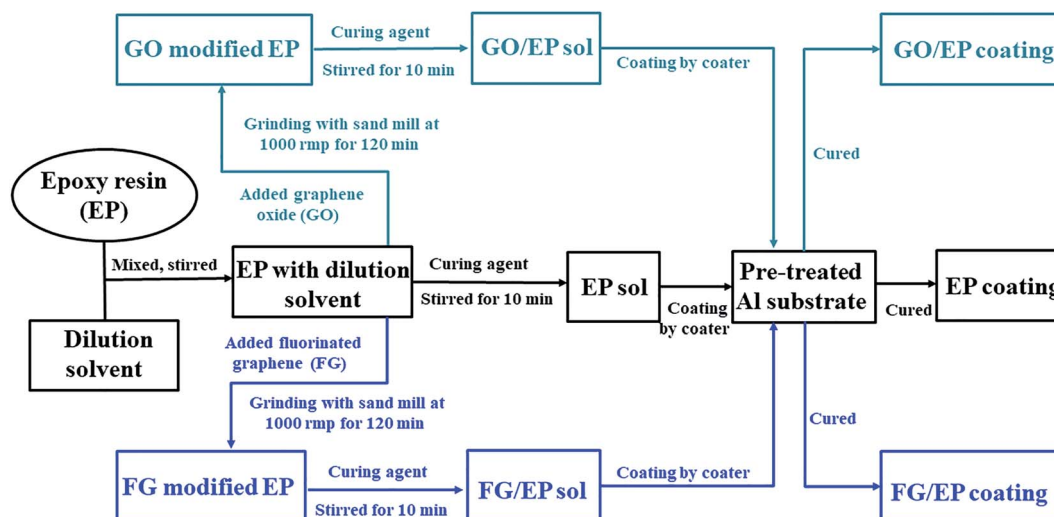 GO modified EP
Curing agent
Stirred for 10 min
GO/EP sol
Coating by coater
GO/EP coating
Grinding with sand mill at
1000 rmp for 120 min
Cured
Epoxy resin
(EP)
Added graphene
oxide (GO)
Mixed, stirred
EP with dilution
solvent
Curing agent
Stirred for 10 min
EP sol
Coating
by coater
Pre-treated
Al substrate
Cured
EP coating
Dilution
solvent
Added fluorinated
graphene (FG)
Grinding with sand mill at
1000 rmp for 120 min
Cured
FG modified EP
Curing agent
Stirred for 10 min
FG/EP sol
Coating by coater
FG/EP coating